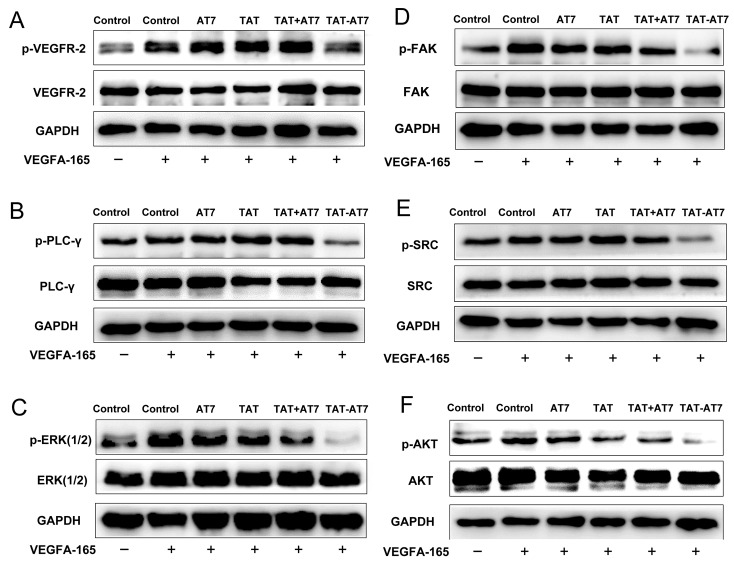 A
Control Control AT7 TAT TAT+AT7 TAT-AT7
p-VEGFR-2
VEGFR-2
GAPDH
VEGFA-165 − + + + + +
B
Control Control AT7 TAT TAT+AT7 TAT-AT7
p-PLC-γ
PLC-γ
GAPDH
VEGFA-165 − + + + + +
C
Control Control AT7 TAT TAT+AT7 TAT-AT7
p-ERK(1/2)
ERK(1/2)
GAPDH
VEGFA-165 − + + + + +
D
Control Control AT7 TAT TAT+AT7 TAT-AT7
p-FAK
FAK
GAPDH
VEGFA-165 − + + + + +
E
Control Control AT7 TAT TAT+AT7 TAT-AT7
p-SRC
SRC
GAPDH
VEGFA-165 − + + + + +
F
Control Control AT7 TAT TAT+AT7 TAT-AT7
p-AKT
AKT
GAPDH
VEGFA-165 − + + + + +